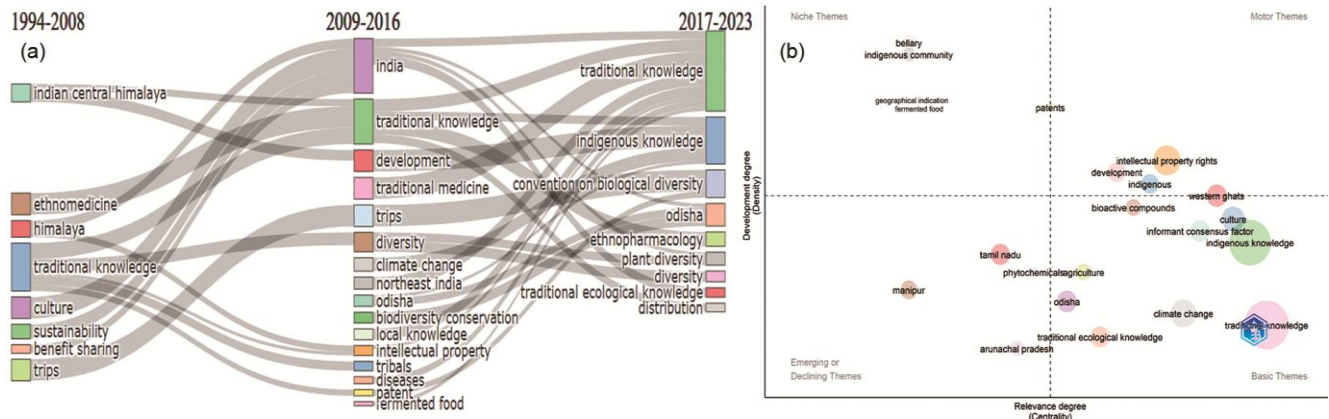 1994-2008
2009-2016
2017-2023
(a)
indian central himalaya
ethnomedicine
himalaya
traditional knowledge
culture
sustainability
benefit sharing
trips
india
traditional knowledge
development
traditional medicine
trips
diversity
climate change
northeast india
odisha
biodiversity conservation
local knowledge
intellectual property
tribals
diseases
patent
fermented food
traditional knowledge
indigenous knowledge
convention on biological diversity
odisha
ethnopharmacology
plant diversity
diversity
traditional ecological knowledge
distribution
(b)
Niche Themes
Motor Themes
bellary
indigenous community
geographical indication
fermented food
patents
intellectual property rights
development
indigenous
western ghats
bioactive compounds
culture
informant consensus factor
indigenous knowledge
tamil nadu
phytochemicals
agriculture
manipur
odisha
climate change
traditional knowledge
traditional ecological knowledge
arunachal pradesh
Emerging or
Declining Themes
Basic Themes
Development degree
(Density)
Relevance degree
(Centrality)